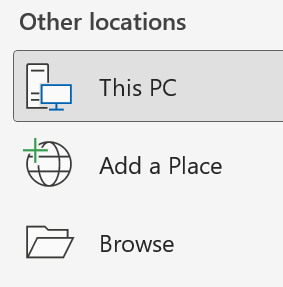 Other locations
This PC
Add a Place
Browse